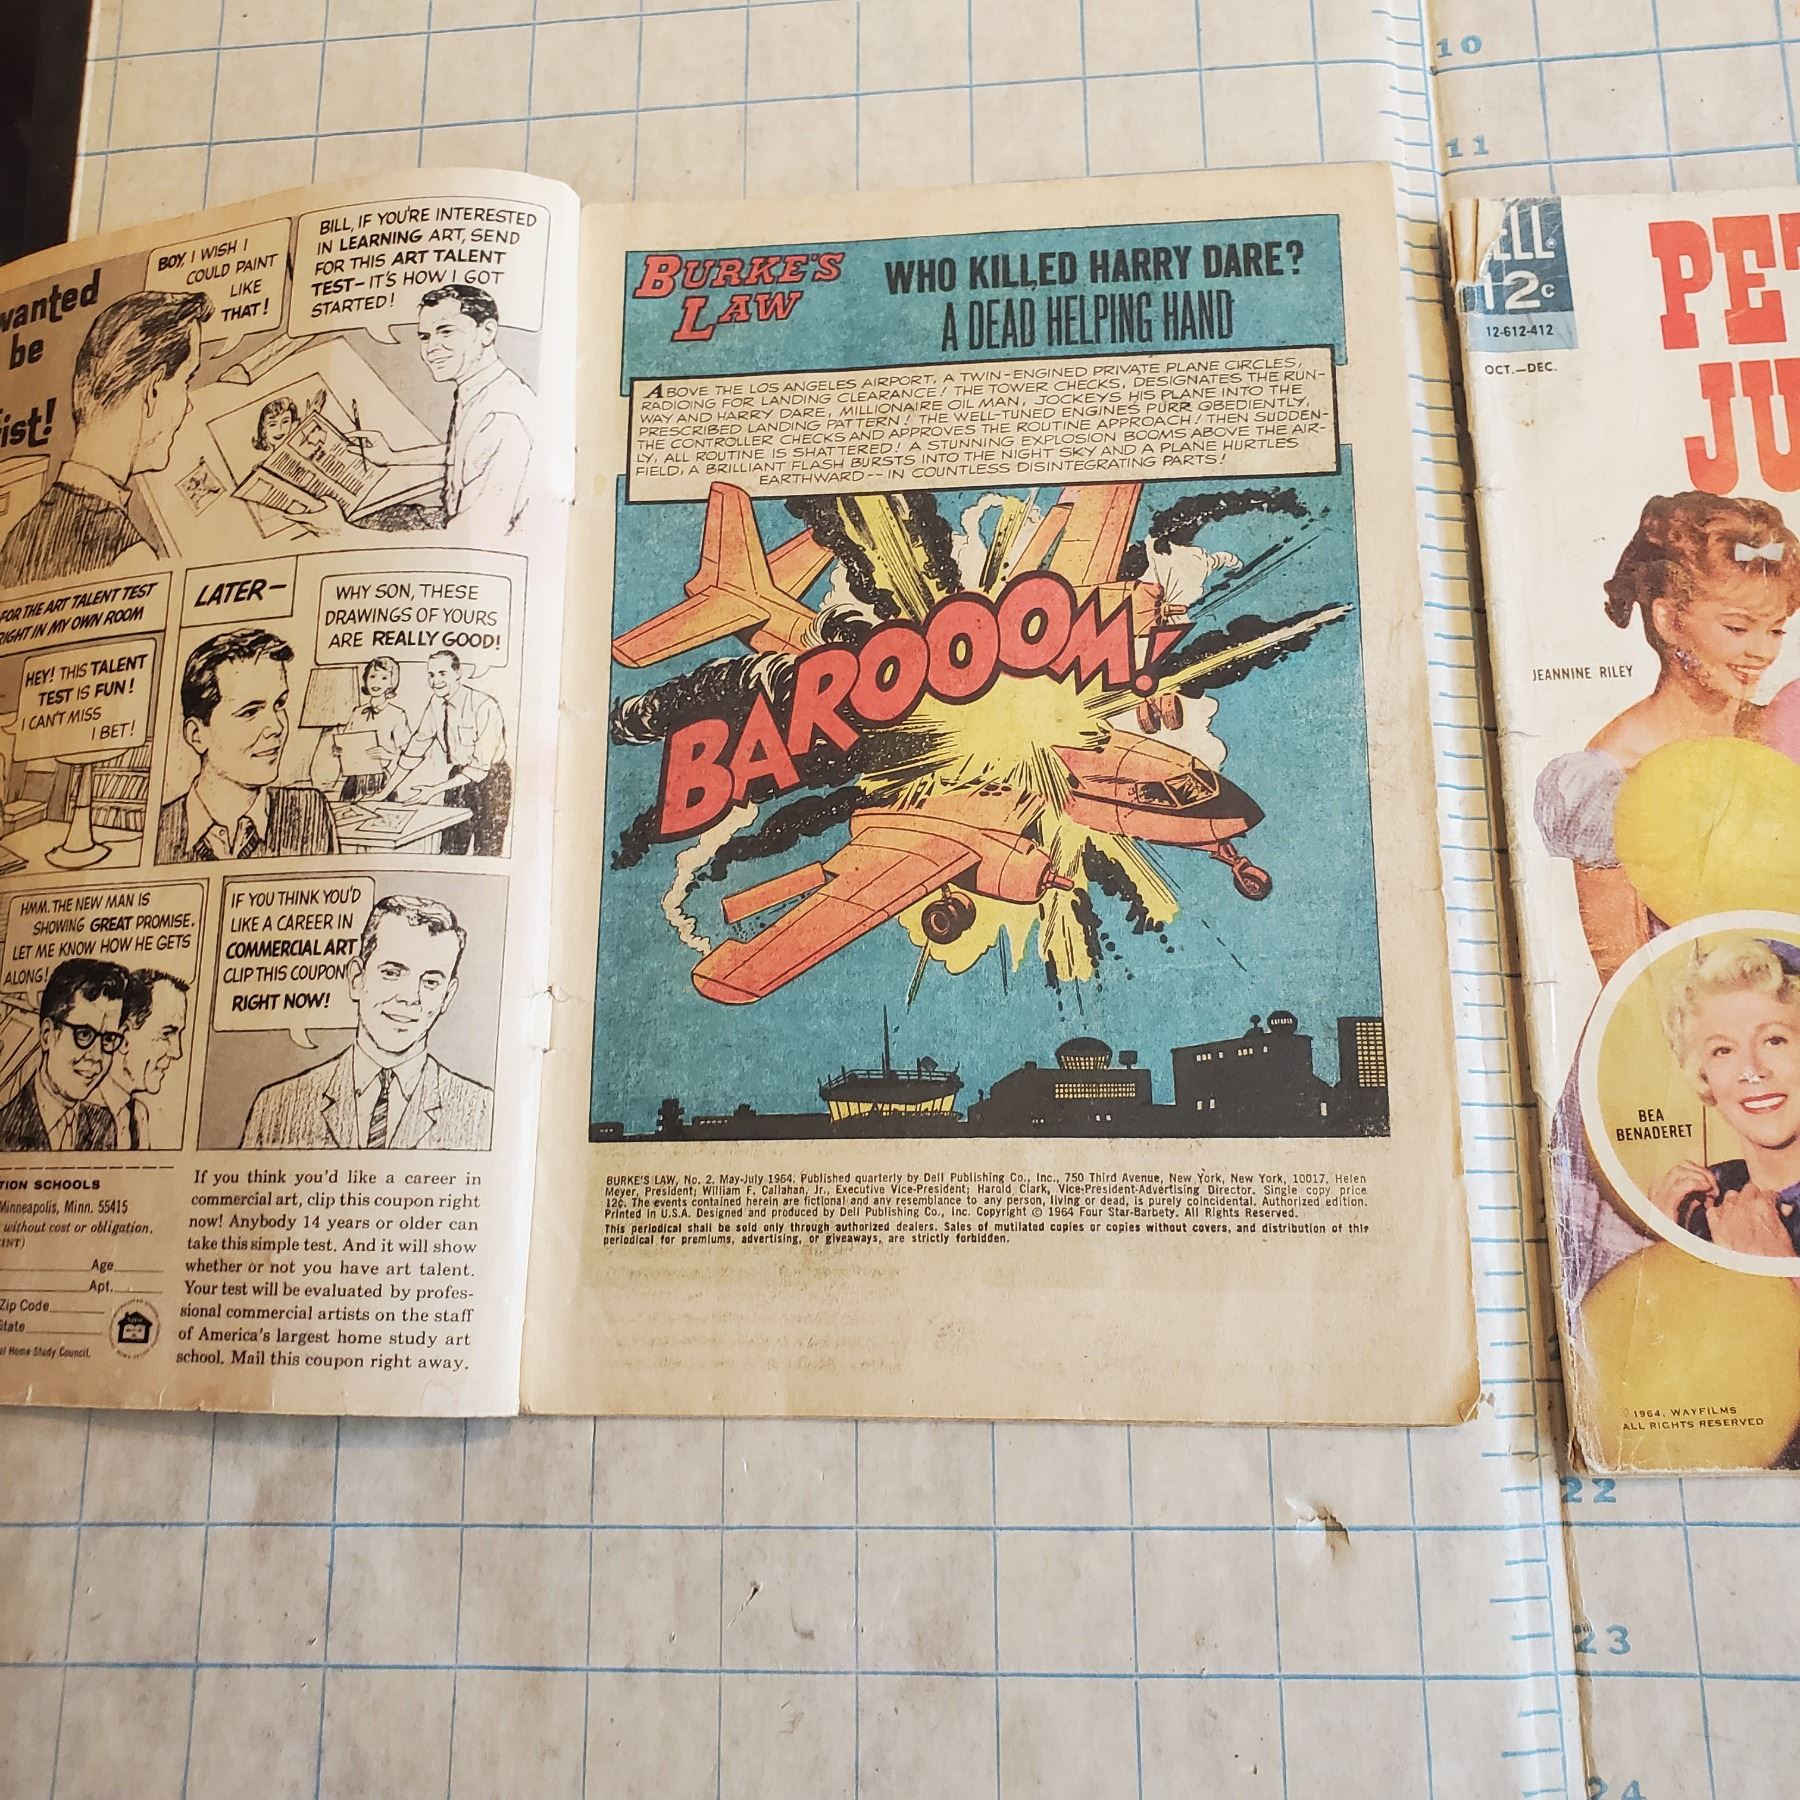 wanted
be
ist!
BOY, I WISH I
COULD PAINT
LIKE
THAT!
BILL, IF YOU'RE INTERESTED
IN LEARNING ART, SEND
FOR THIS ART TALENT
TEST-IT'S HOW I GOT
STARTED!
FOR THE ART TALENT TEST
RIGHT IN MY OWN ROOM
HEY! THIS TALENT
TEST IS FUN!
I CAN'T MISS
I BET!
LATER-
WHY SON, THESE
DRAWINGS OF YOURS
ARE REALLY GOOD!
HMM. THE NEW MAN IS
SHOWING GREAT PROMISE.
LET ME KNOW HOW HE GETS
ALONG!
IF YOU THINK YOU'D
LIKE A CAREER IN
COMMERCIAL ART
CLIP THIS COUPON
RIGHT NOW!
TION SCHOOLS
Minneapolis, Minn. 55415
without cost or obligation.
INT)
Age
Apt.
Zip Code
State
Home Study Council.
If you think you'd like a career in
commercial art, clip this coupon right
now! Anybody 14 years or older can
take this simple test. And it will show
whether or not you have art talent.
Your test will be evaluated by profes-
sional commercial artists on the staff
of America's largest home study art
school. Mail this coupon right away.
BURKE'S
LAW
WHO KILLED HARRY DARE?
A DEAD HELPING HAND
ABOVE THE LOS ANGELES AIRPORT, A TWIN-ENGINED PRIVATE PLANE CIRCLES,
RADIOING FOR LANDING CLEARANCE! THE TOWER CHECKS, DESIGNATES THE RUN-
WAY AND HARRY DARE, MILLIONAIRE OIL MAN, JOCKEYS HIS PLANE INTO THE
PRESCRIBED LANDING PATTERN! THE WELL-TUNED ENGINES PURR OBEDIENTLY,
THE CONTROLLER CHECKS AND APPROVES THE ROUTINE APPROACH! THEN SUDDEN-
LY, ALL ROUTINE IS SHATTERED! A STUNNING EXPLOSION BOOMS ABOVE THE AIR-
FIELD, A BRILLIANT FLASH BURSTS INTO THE NIGHT SKY AND A PLANE HURTLES
EARTHWARD--IN COUNTLESS DISINTEGRATING PARTS!
BAROOOM!
BURKE'S LAW, No. 2, May-July 1964. Published quarterly by Dell Publishing Co., Inc., 750 Third Avenue, New York, New York, 10017, Helen
Meyer, President; William F. Callahan, Jr., Executive Vice-President; Harold Clark, Vice-President-Advertising Director. Single copy price
12¢. The events contained herein are fictional and any resemblance to any person, living or dead, is purely coincidental. Authorized edition.
Printed in U.S.A. Designed and produced by Dell Publishing Co., Inc. Copyright © 1964 Four Star-Barbety. All Rights Reserved.
This periodical shall be sold only through authorized dealers. Sales of mutilated copies or copies without covers, and distribution of this
periodical for premiums, advertising, or giveaways, are strictly forbidden.
10
11
ELL
12c
12-612-412
OCT.-DEC.
PET
JU
JEANNINE RILEY
BEA
BENADERET
© 1964, WAYFILMS
ALL RIGHTS RESERVED
22
23
24